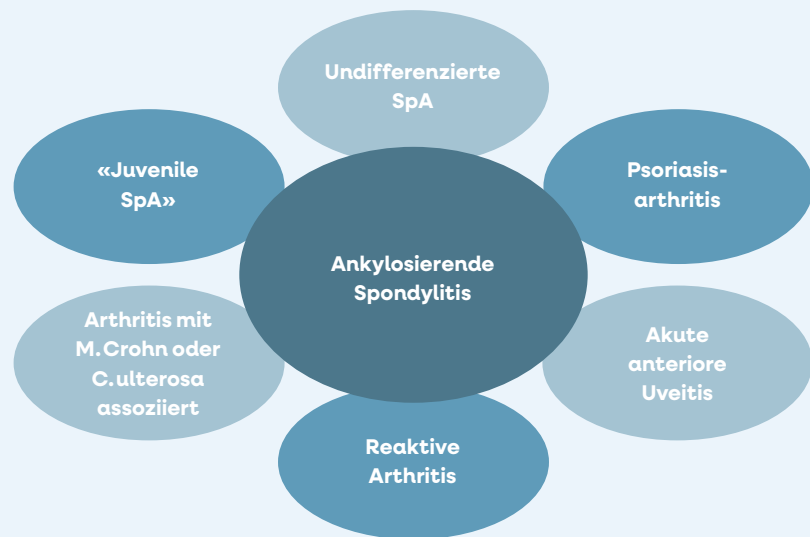 Undifferenzierte
SpA
«Juvenile
SpA»
Psoriasis-
arthritis
Ankylosierende
Spondylitis
Arthritis mit
M. Crohn oder
C. ulterosa
assoziiert
Akute
anteriore
Uveitis
Reaktive
Arthritis